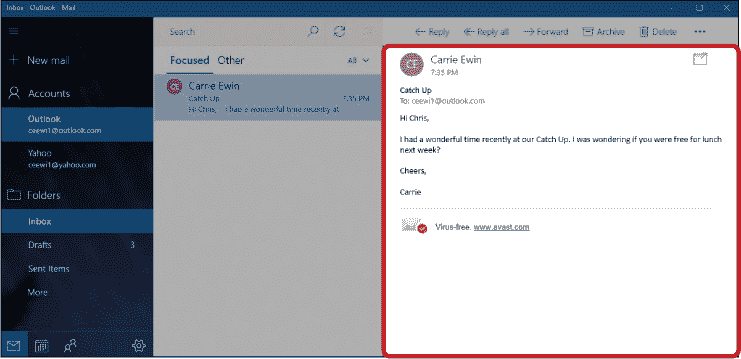 Inbox - Outlook - Mail
New mail
Accounts
Outlook
ceewi1@outlook.com
Yahoo
ceewi1@yahoo.com
Folders
Inbox
Drafts 3
Sent Items
More
Search
Focused Other All
CE Carrie Ewin
Catch Up 7:35 PM
Hi Chris, I had a wonderful time recently at
Reply Reply all Forward Archive Delete
CE Carrie Ewin
7:35 PM
Catch Up
To: ceewi1@outlook.com
Hi Chris,
I had a wonderful time recently at our Catch Up. I was wondering if you were free for lunch
next week?
Cheers,
Carrie
Virus-free. www.avast.com